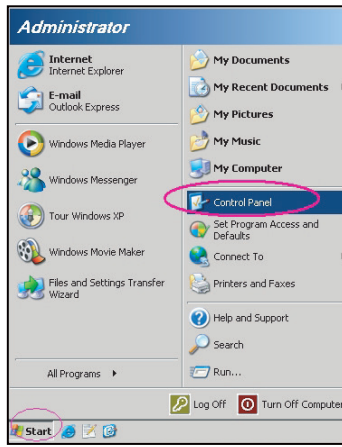 Administrator
Internet
Internet Explorer
E-mail
Outlook Express
Windows Media Player
Windows Messenger
Tour Windows XP
Windows Movie Maker
Files and Settings Transfer
Wizard
All Programs
My Documents
My Recent Documents
My Pictures
My Music
My Computer
Control Panel
Set Program Access and
Defaults
Connect To
Printers and Faxes
Help and Support
Search
Run...
Log Off Turn Off Computer
Start